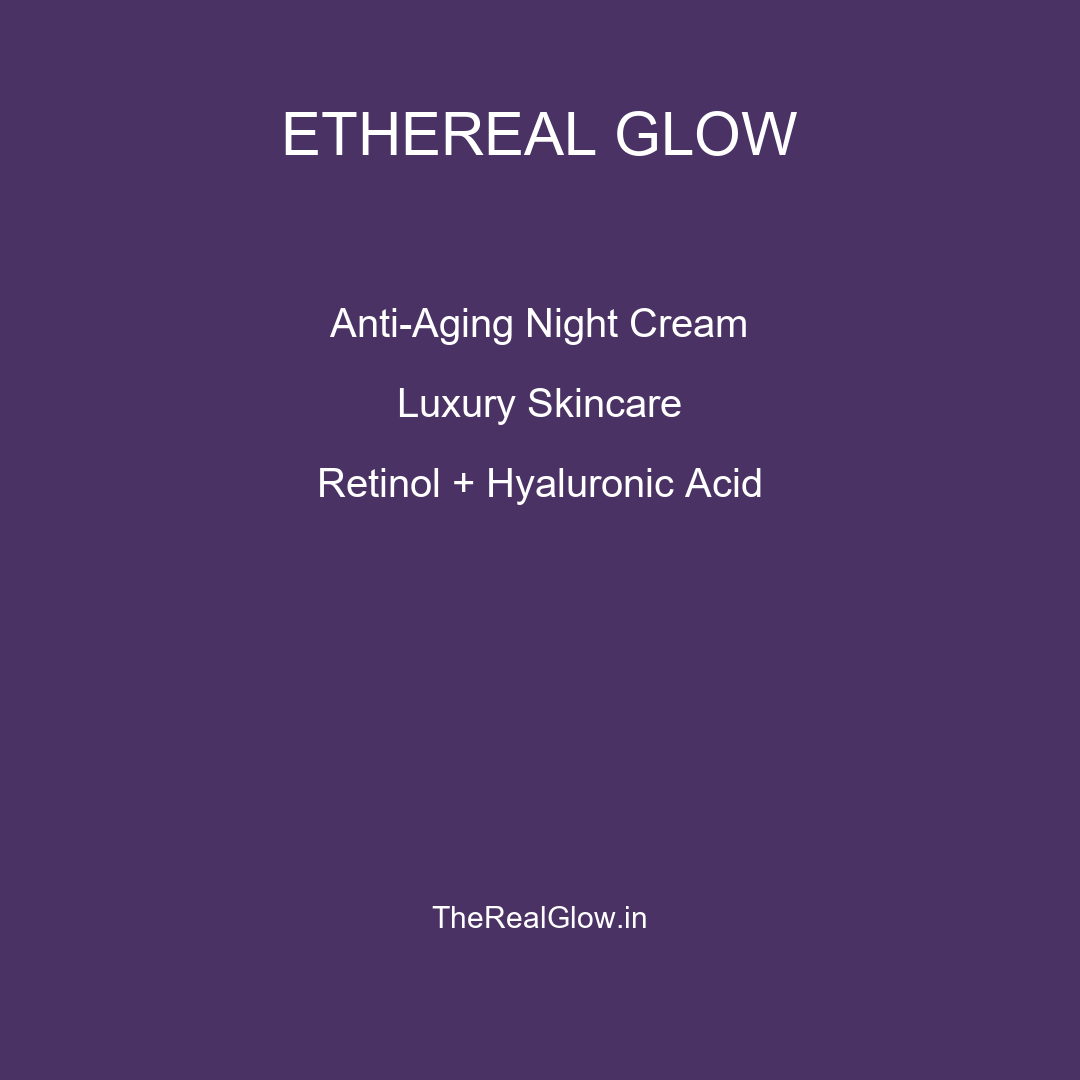 ETHEREAL GLOW
Anti-Aging Night Cream
Luxury Skincare
Retinol + Hyaluronic Acid
TheRealGlow.in